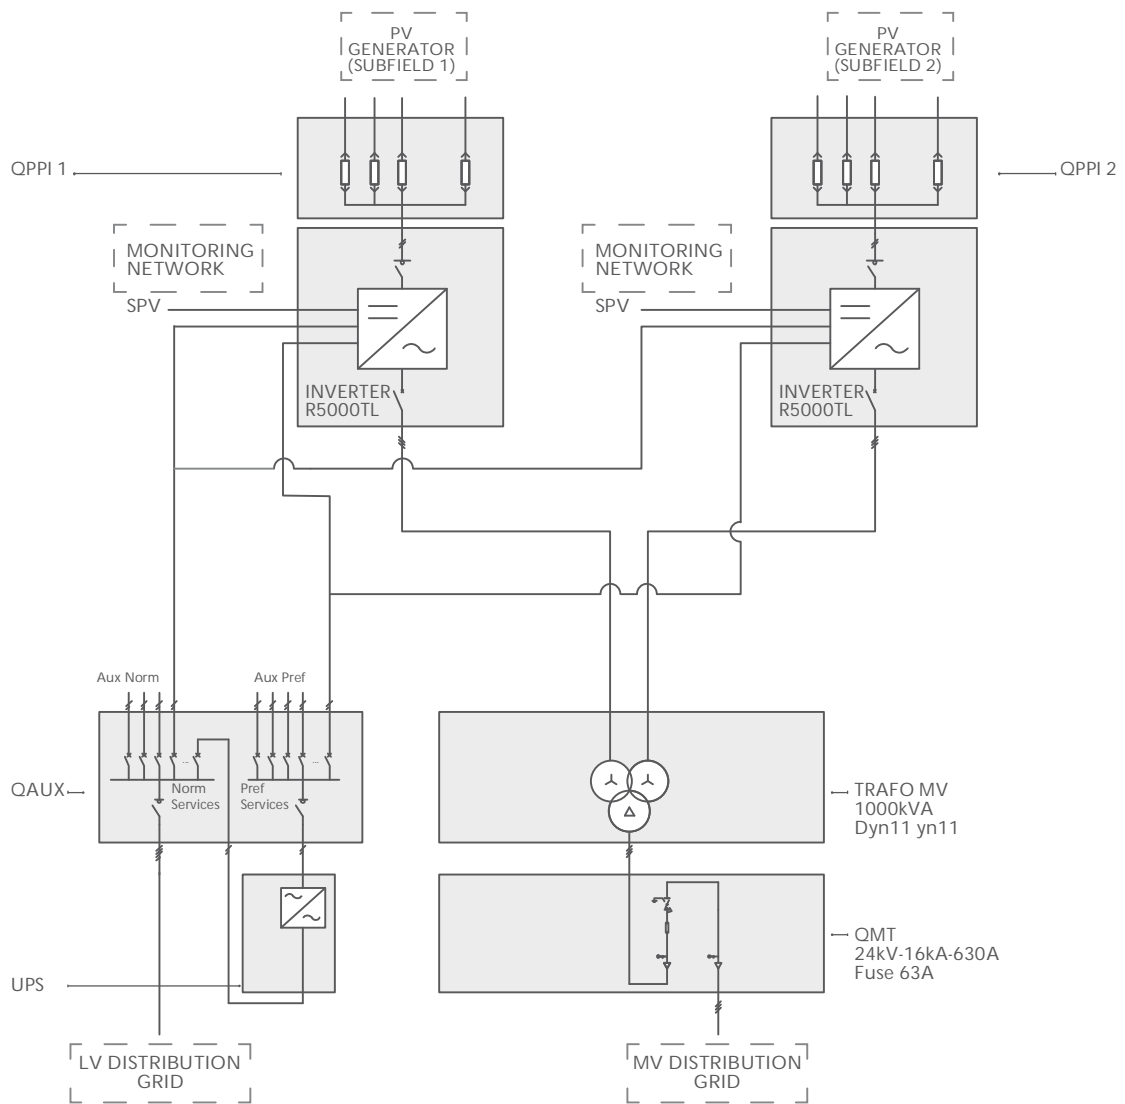 PV
GENERATOR
(SUBFIELD 1)
PV
GENERATOR
(SUBFIELD 2)
QPPI 1
QPPI 2
MONITORING
NETWORK
SPV
MONITORING
NETWORK
SPV
INVERTER
R5000TL
INVERTER
R5000TL
Aux Norm
Aux Pref
...
...
QAUX
Norm
Services
Pref
Services
TRAFO MV
1000kVA
Dyn11 yn11
QMT
24kV-16kA-630A
Fuse 63A
UPS
LV DISTRIBUTION
GRID
MV DISTRIBUTION
GRID